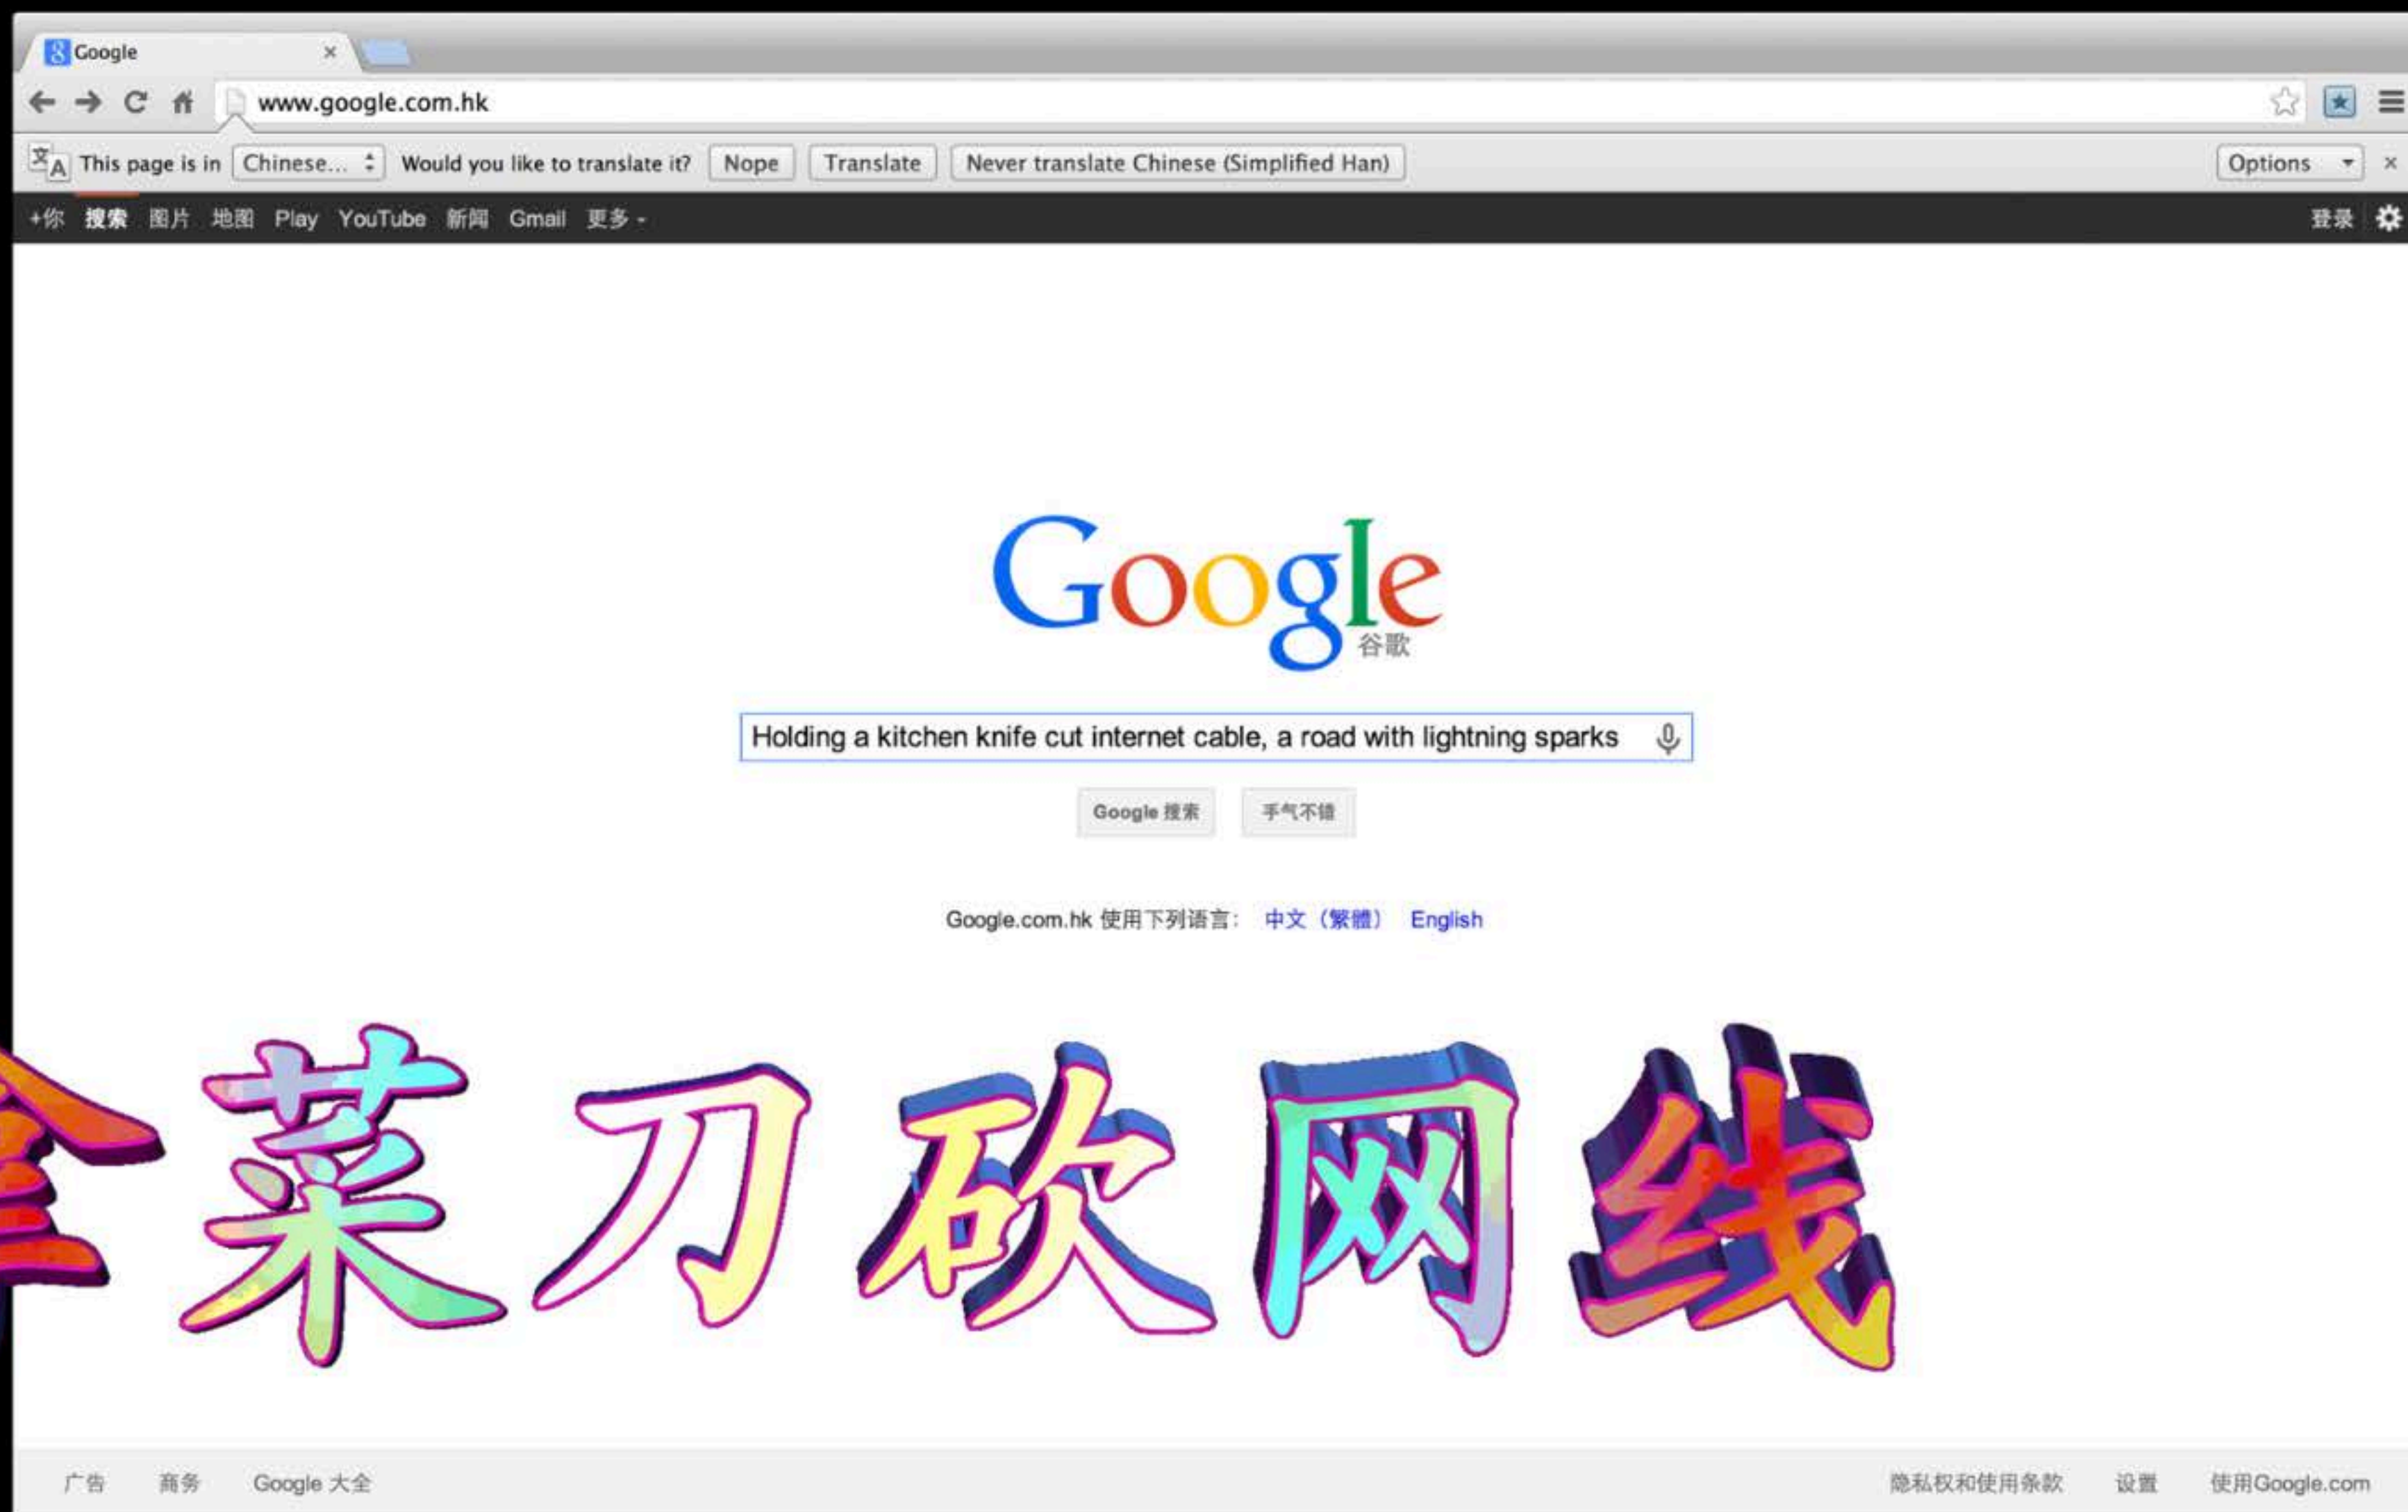 Google
www.google.com.hk
This page is in Chinese... Would you like to translate it? Nope Translate Never translate Chinese (Simplified Han) Options
+你 搜索 图片 地图 Play YouTube 新闻 Gmail 更多 登录
Google
谷歌
Holding a kitchen knife cut internet cable, a road with lightning sparks
Google 搜索 手气不错
Google.com.hk 使用下列语言： 中文（繁體） English
菜刀砍网线
广告 商务 Google 大全 隐私权和使用条款 设置 使用Google.com